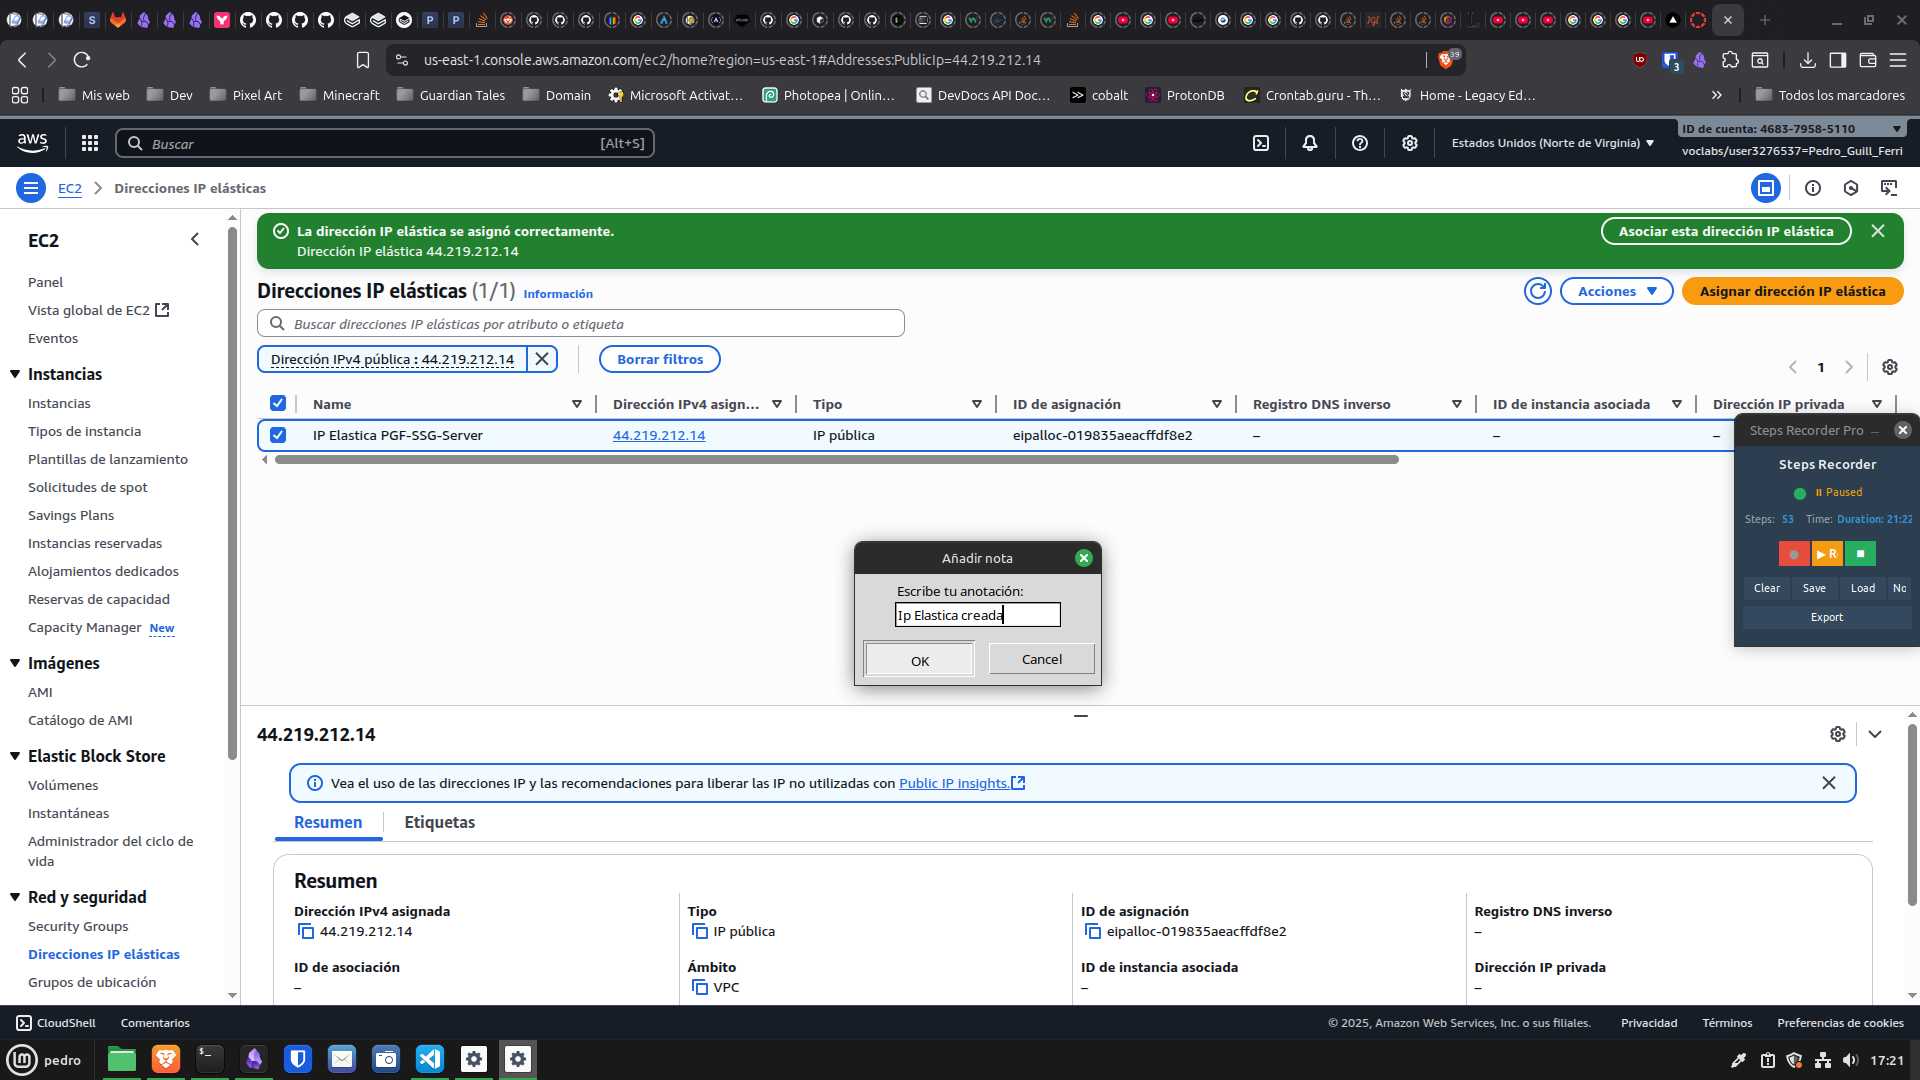 us-east-1.console.aws.amazon.com/ec2/home?region=us-east-1#Addresses:PublicIp=44.219.212.14
39
3
Mis web
Dev
Pixel Art
Minecraft
Guardian Tales
Domain
Microsoft Activat...
Photopea | Onlin...
DevDocs API Doc...
cobalt
ProtonDB
Crontab.guru - Th...
Home - Legacy Ed...
Todos los marcadores
aws
Buscar
[Alt+S]
Estados Unidos (Norte de Virginia)
ID de cuenta: 4683-7958-5110
voclabs/user3276537=Pedro_Guill_Ferri
EC2
Direcciones IP elásticas
EC2
Panel
Vista global de EC2
Eventos
Instancias
Instancias
Tipos de instancia
Plantillas de lanzamiento
Solicitudes de spot
Savings Plans
Instancias reservadas
Alojamientos dedicados
Reservas de capacidad
Capacity Manager New
Imágenes
AMI
Catálogo de AMI
Elastic Block Store
Volúmenes
Instantáneas
Administrador del ciclo de
vida
Red y seguridad
Security Groups
Direcciones IP elásticas
Grupos de ubicación
La dirección IP elástica se asignó correctamente.
Dirección IP elástica 44.219.212.14
Asociar esta dirección IP elástica
Direcciones IP elásticas (1/1) Información
Acciones
Asignar dirección IP elástica
Buscar direcciones IP elásticas por atributo o etiqueta
Dirección IPv4 pública : 44.219.212.14
Borrar filtros
1
Name
Dirección IPv4 asign...
Tipo
ID de asignación
Registro DNS inverso
ID de instancia asociada
Dirección IP privada
IP Elastica PGF-SSG-Server
44.219.212.14
IP pública
eipalloc-019835aeacffdf8e2
–
–
–
Steps Recorder Pro
Steps Recorder
Paused
Steps: 53 Time: Duration: 21:22
R
Clear
Save
Load
No
Export
Añadir nota
Escribe tu anotación:
Ip Elastica creada
OK
Cancel
44.219.212.14
Vea el uso de las direcciones IP y las recomendaciones para liberar las IP no utilizadas con Public IP insights.
Resumen
Etiquetas
Resumen
Dirección IPv4 asignada
44.219.212.14
Tipo
IP pública
ID de asignación
eipalloc-019835aeacffdf8e2
Registro DNS inverso
–
ID de asociación
–
Ámbito
VPC
ID de instancia asociada
–
Dirección IP privada
–
CloudShell
Comentarios
© 2025, Amazon Web Services, Inc. o sus filiales.
Privacidad
Términos
Preferencias de cookies
pedro
17:21